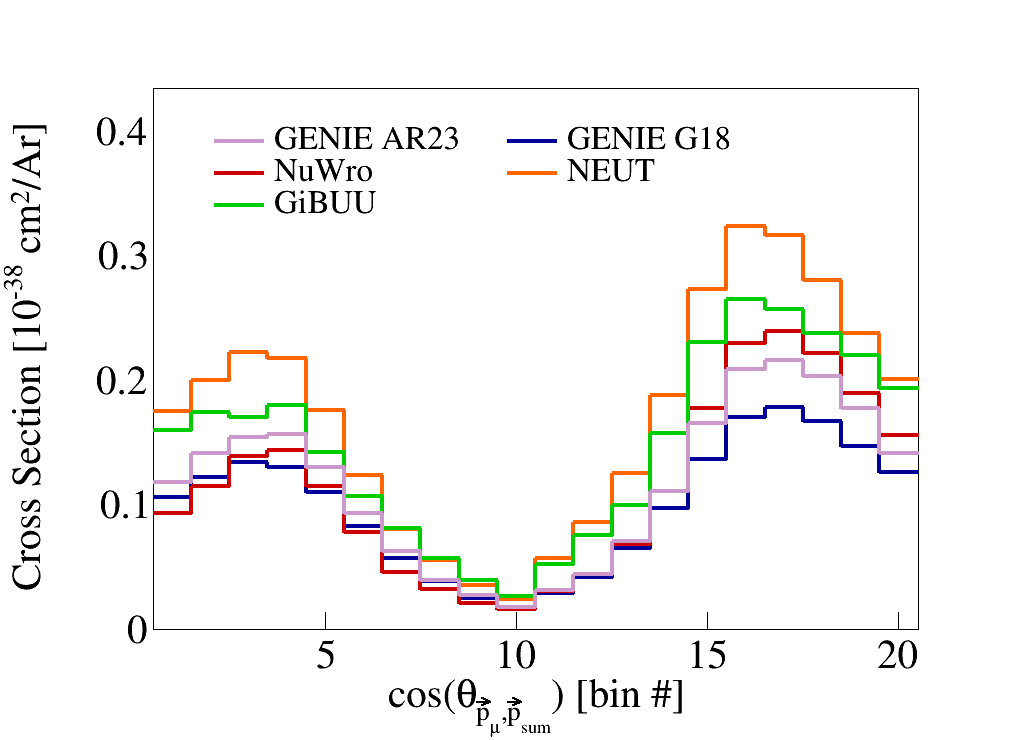 Cross Section [10⁻³⁸ cm²/Ar]
0.4
0.3
0.2
0.1
0
GENIE AR23
GENIE G18
NuWro
NEUT
GiBUU
5
10
15
20
cos(θ p⃗μ,p⃗sum) [bin #]